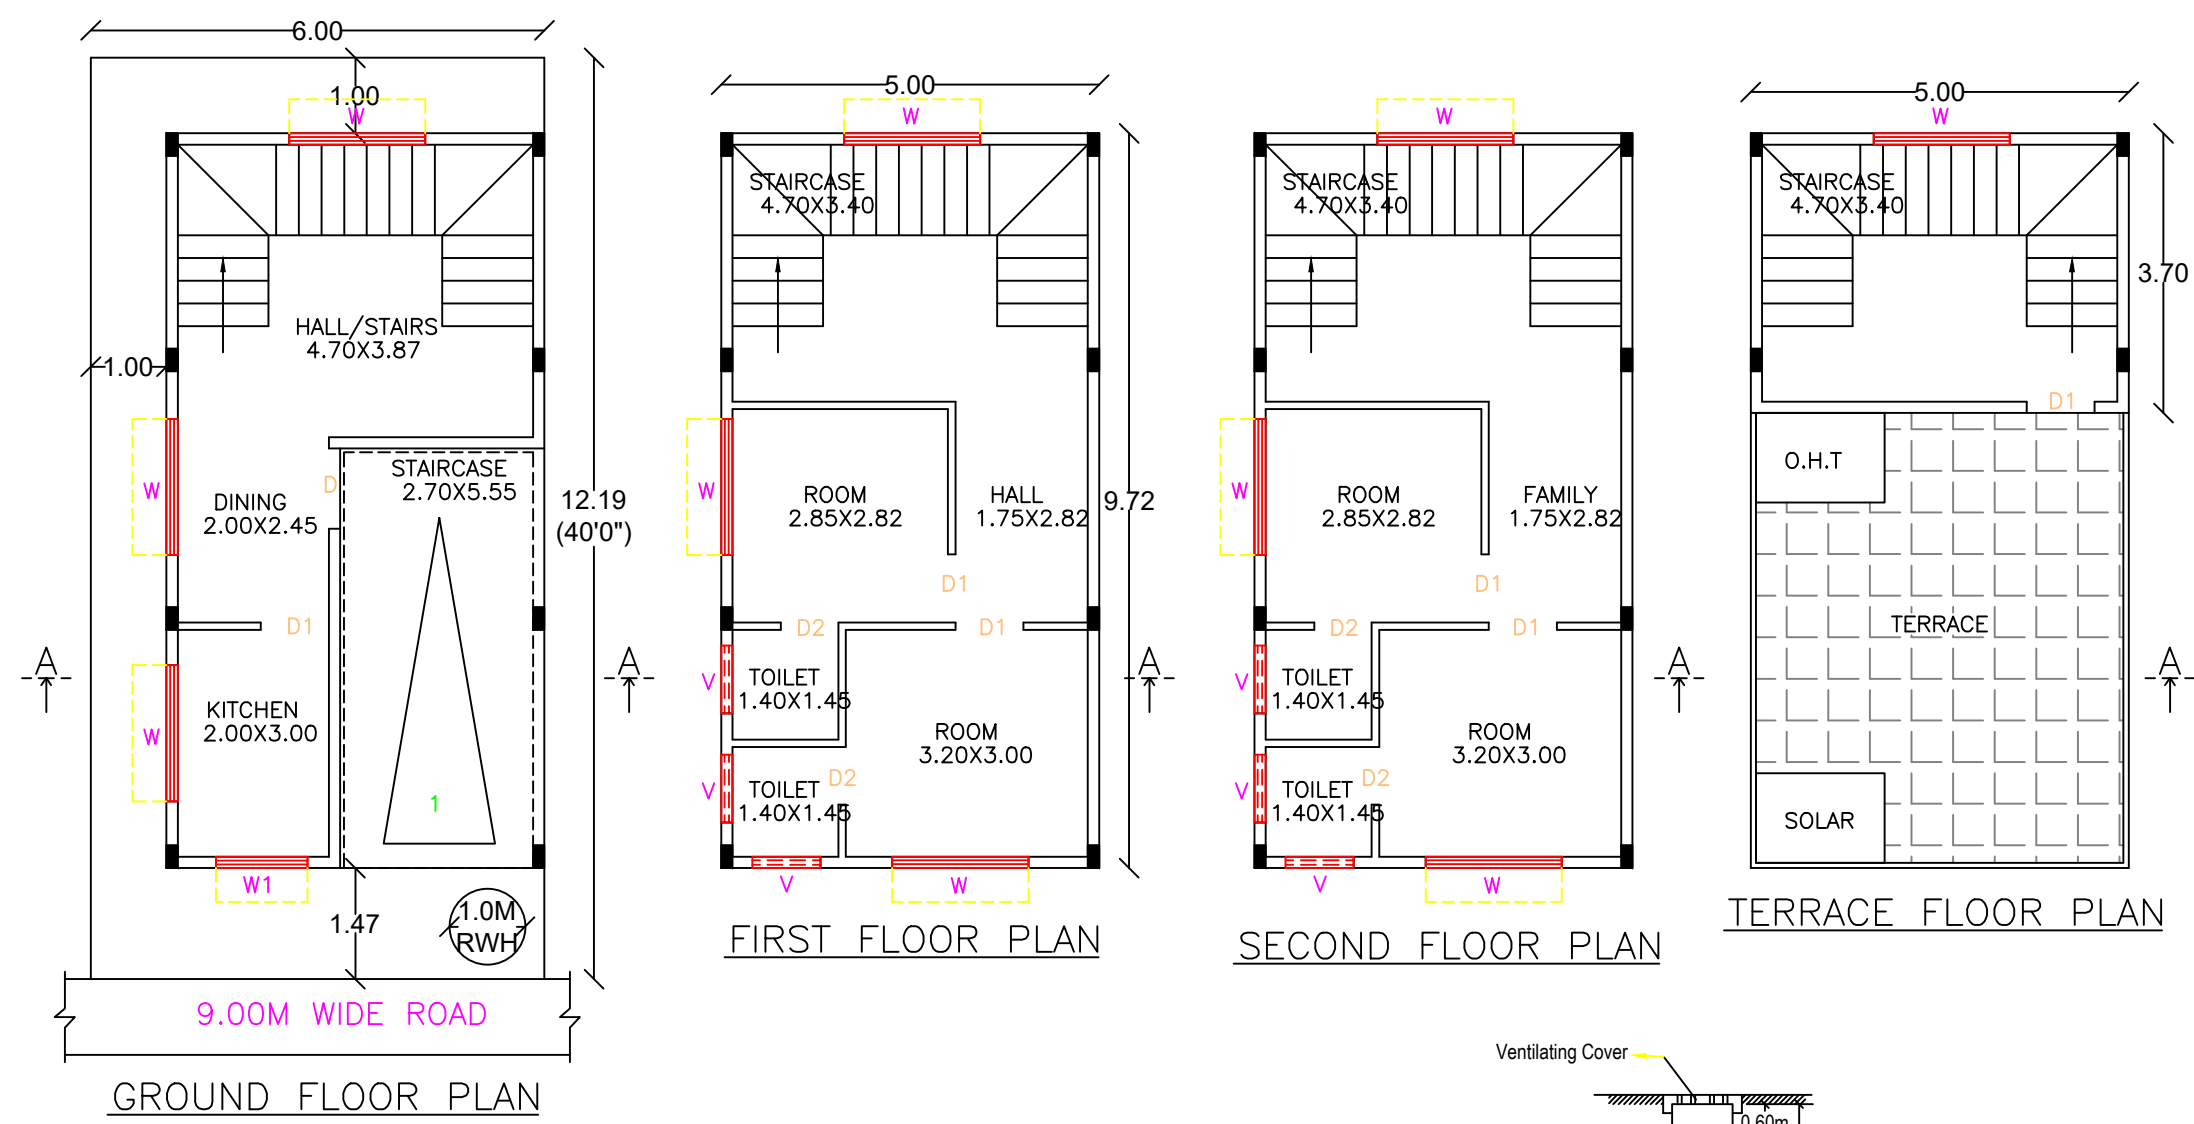 6.00
1.00
W
HALL/STAIRS
4.70X3.87
1.00
STAIRCASE
2.70X5.55
D
W
DINING
2.00X2.45
12.19
(40'0")
D1
A
A
KITCHEN
2.00X3.00
W
1
W1
1.47
1.0M
RWH
9.00M WIDE ROAD
GROUND FLOOR PLAN
5.00
W
STAIRCASE
4.70X3.40
W
ROOM
2.85X2.82
HALL
1.75X2.82
9.72
D1
D2
D1
V
TOILET
1.40X1.45
A
ROOM
3.20X3.00
D2
V
TOILET
1.40X1.45
V
W
FIRST FLOOR PLAN
W
STAIRCASE
4.70X3.40
W
ROOM
2.85X2.82
FAMILY
1.75X2.82
D1
D2
D1
V
TOILET
1.40X1.45
A
ROOM
3.20X3.00
D2
V
TOILET
1.40X1.45
V
W
SECOND FLOOR PLAN
5.00
W
STAIRCASE
4.70X3.40
3.70
D1
O.H.T
TERRACE
A
SOLAR
TERRACE FLOOR PLAN
Ventilating Cover
0.60m